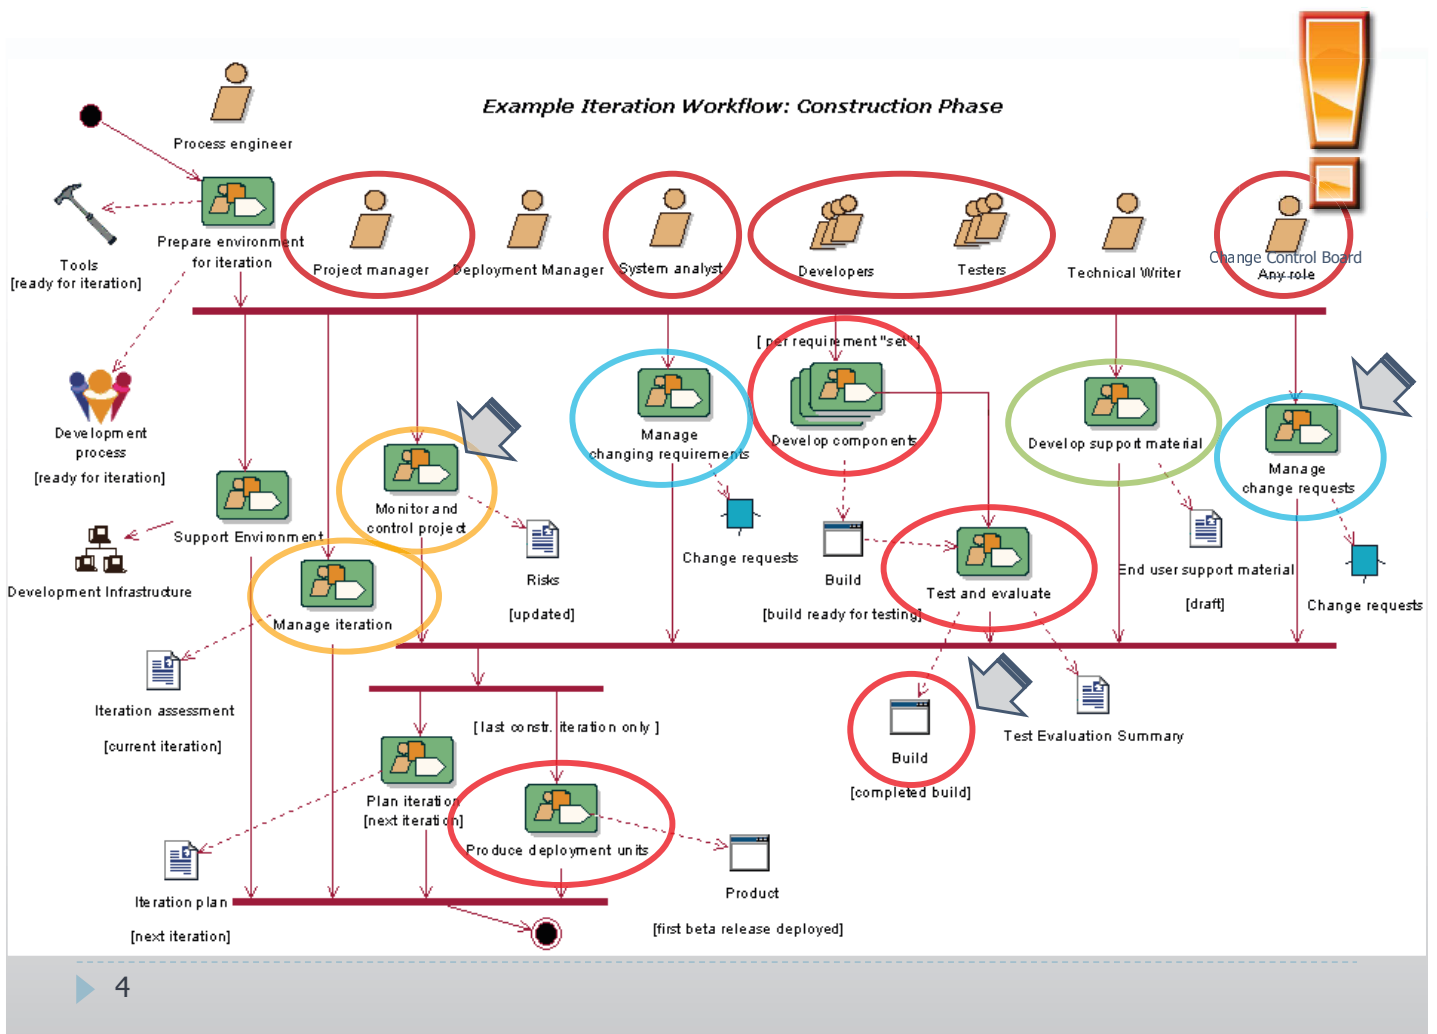 Example Iteration Workflow: Construction Phase
Process engineer
Prepare environment
for iteration
Tools
[ready for iteration]
Project manager
Deployment Manager
System analyst
Developers
Testers
Technical Writer
Change Control Board
Any role
[ per requirement "set" ]
Development
process
[ready for iteration]
Support Environment
Development Infrastructure
Monitor and
control project
Risks
[updated]
Manage iteration
Iteration assessment
[current iteration]
Manage
changing requirements
Change requests
Develop components
Build
[build ready for testing]
Test and evaluate
Develop support material
End user support material
[draft]
Manage
change requests
Change requests
Build
[completed build]
Test Evaluation Summary
[last constr. iteration only ]
Plan iteration
[next iteration]
Produce deployment units
Product
[first beta release deployed]
Iteration plan
[next iteration]
4